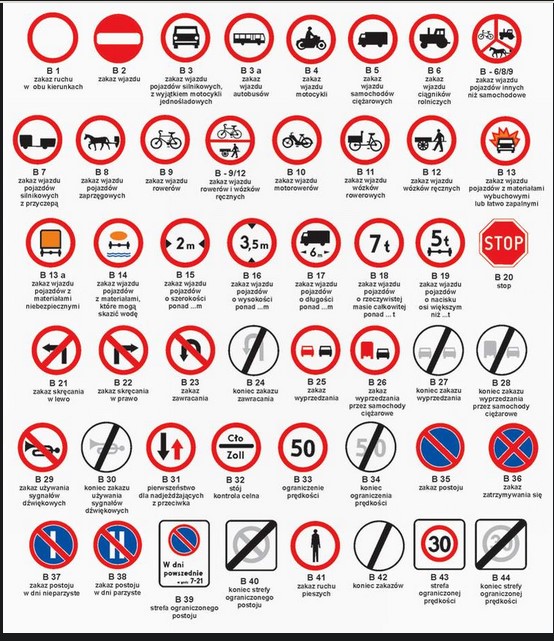 B 1
zakaz ruchu
w obu kierunkach
B 2
zakaz wjazdu
B 3
zakaz wjazdu
pojazdów silnikowych,
z wyjątkiem motocykli
jednośladowych
B 3 a
zakaz
wjazdu
autobusów
B 4
zakaz
wjazdu
motocykli
B 5
zakaz
wjazdu
samochodów
ciężarowych
B 6
zakaz
wjazdu
ciągników
rolniczych
B - 6/8/9
zakaz wjazdu
pojazdów innych
niż samochodowe
B 7
zakaz wjazdu
pojazdów
silnikowych
z przyczepą
B 8
zakaz wjazdu
pojazdów
zaprzęgowych
B 9
zakaz wjazdu
rowerów
B - 9/12
zakaz wjazdu
rowerów i wózków
ręcznych
B 10
zakaz wjazdu
motorowerów
B 11
zakaz wjazdu
wózków
rowerowych
B 12
zakaz wjazdu
wózków ręcznych
B 13
zakaz wjazdu
pojazdów z materiałami
wybuchowymi
lub łatwo zapalnymi
2 m
3,5 m
6m
7 t
5t
STOP
B 13 a
zakaz wjazdu
pojazdów z
materiałami
niebezpiecznymi
B 14
zakaz wjazdu
pojazdów
z materiałami,
które mogą
skazić wodę
B 15
zakaz wjazdu
pojazdów
o szerokości
ponad ...m
B 16
zakaz wjazdu
pojazdów
o wysokości
ponad ...m
B 17
zakaz wjazdu
pojazdów
o długości
ponad ...m
B 18
zakaz wjazdu
pojazdów
o rzeczywistej
masie całkowitej
ponad ... t
B 19
zakaz wjazdu
pojazdów
o nacisku
osi większym
niż ...t
B 20
stop
B 21
zakaz skręcania
w lewo
B 22
zakaz skręcania
w prawo
B 23
zakaz
zawracania
B 24
koniec zakazu
zawracania
B 25
zakaz
wyprzedzania
B 26
zakaz
wyprzedzania
przez samochody
ciężarowe
B 27
koniec zakazu
wyprzedzania
B 28
koniec zakazu
wyprzedzania
przez samochody
ciężarowe
Cło
Zoll
50
50
B 29
zakaz używania
sygnałów
dźwiękowych
B 30
koniec zakazu
używania
sygnałów
dźwiękowych
B 31
pierwszeństwo
dla nadjeżdżających
z przeciwka
B 32
stój
kontrola celna
B 33
ograniczenie
prędkości
B 34
koniec
ograniczenia
prędkości
B 35
zakaz postoju
B 36
zakaz
zatrzymywania się
W dni
powszednie
7-21
30
30
B 37
zakaz postoju
w dni nieparzyste
B 38
zakaz postoju
w dni parzyste
B 39
strefa ograniczonego
postoju
B 40
koniec strefy
ograniczonego
postoju
B 41
zakaz ruchu
pieszych
B 42
koniec zakazów
B 43
strefa
ograniczonej
prędkości
B 44
koniec strefy
ograniczonej
prędkości